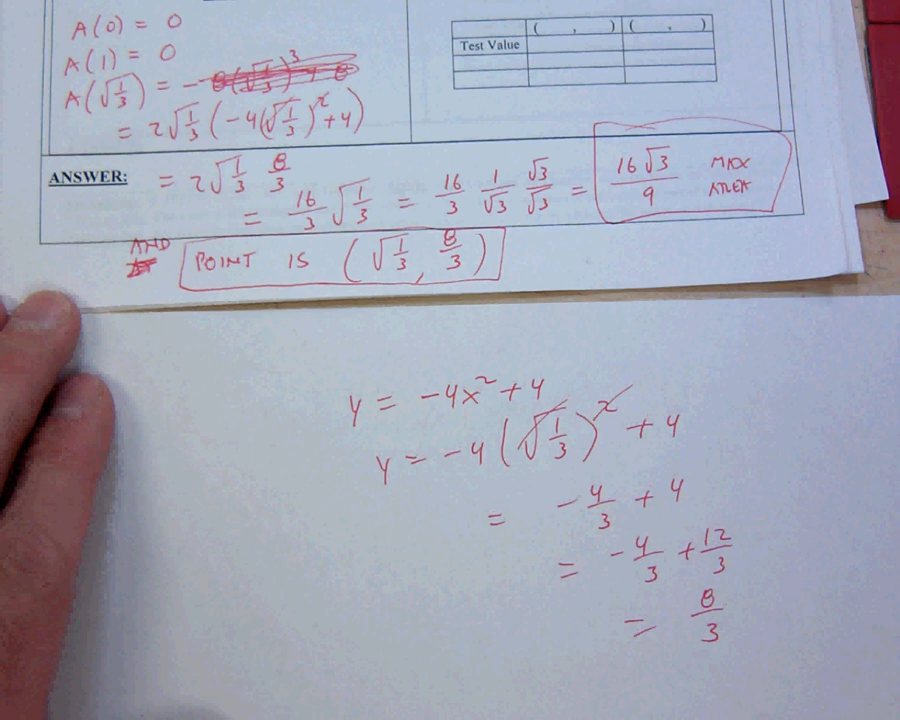 A(0) = 0
A(1) = 0
A(√1/3) = -
= 2√1/3 (-4(√1/3)² + 4)
( , ) ( , )
Test Value
ANSWER: = 2√1/3 8/3
= 16/3 √1/3 = 16/3 1/√3 √3/√3 = 16√3/9 MAX AREA
AND
POINT IS (√1/3, 8/3)
y = -4x² + 4
y = -4(√1/3)² + 4
= -4/3 + 4
= -4/3 + 12/3
= 8/3